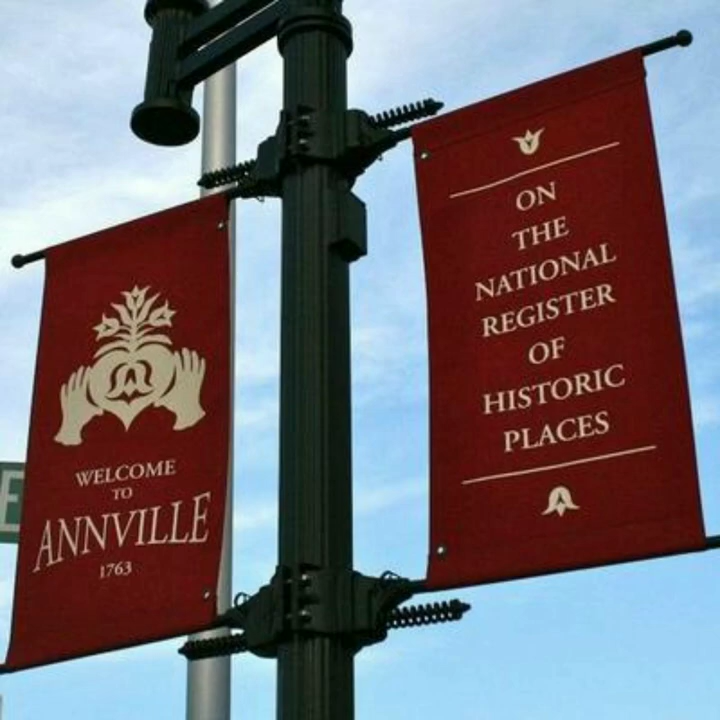 WELCOME
TO
ANNVILLE
1763
ON
THE
NATIONAL
REGISTER
OF
HISTORIC
PLACES
E